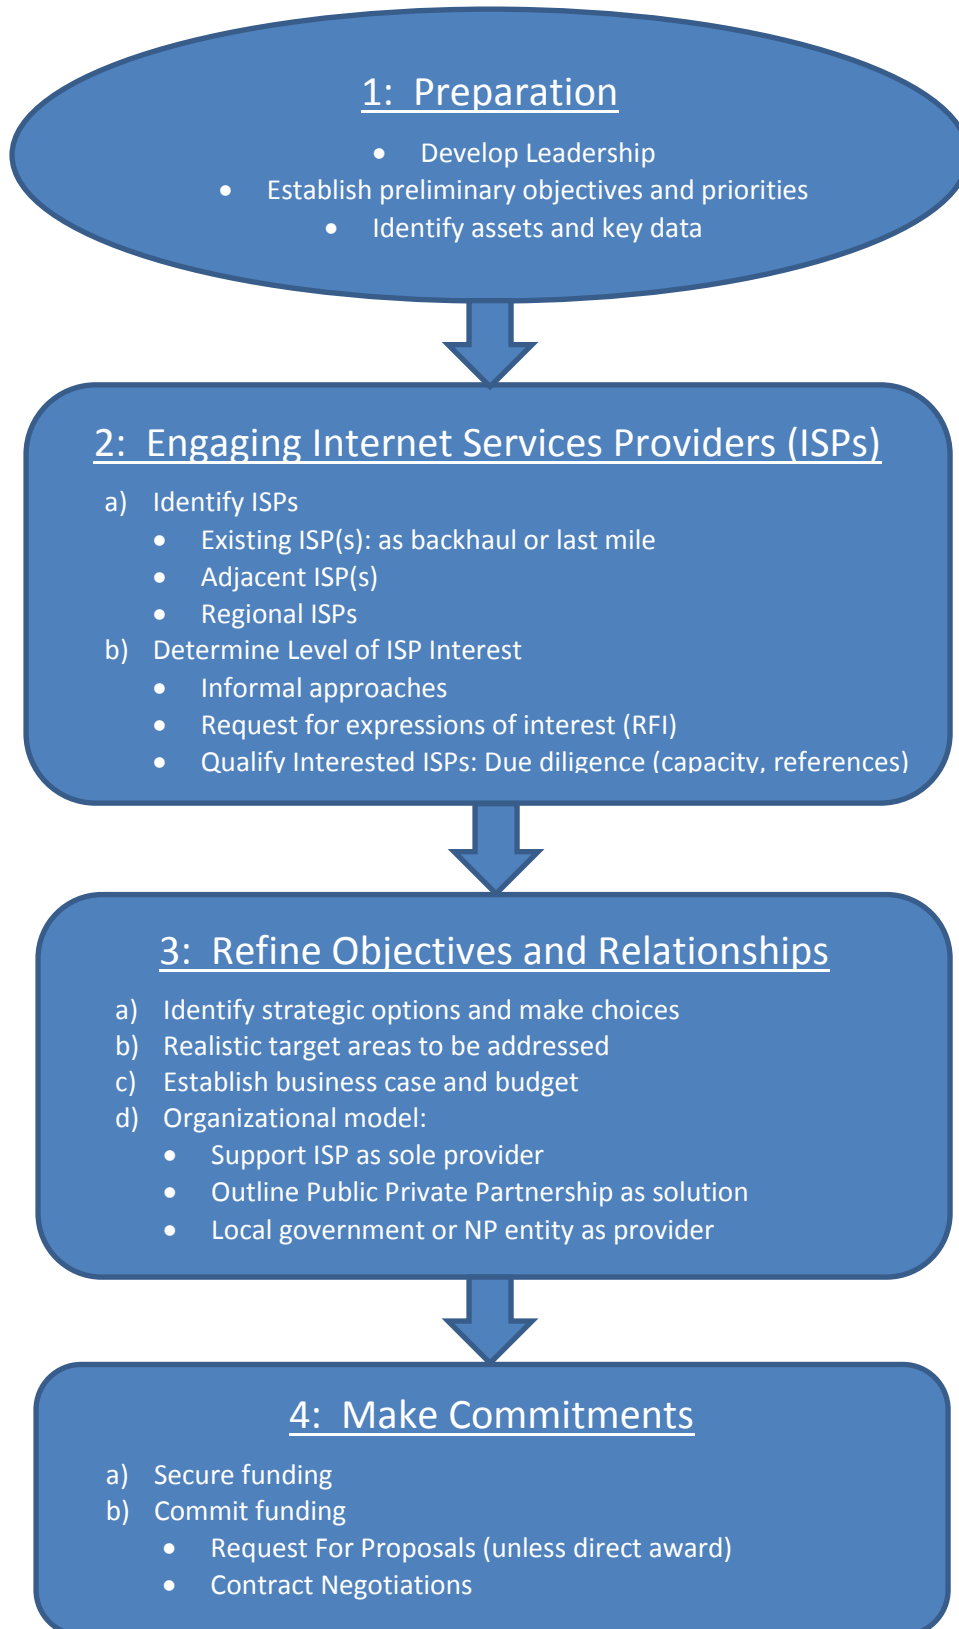 1: Preparation
• Develop Leadership
• Establish preliminary objectives and priorities
• Identify assets and key data
2: Engaging Internet Services Providers (ISPs)
a) Identify ISPs
• Existing ISP(s): as backhaul or last mile
• Adjacent ISP(s)
• Regional ISPs
b) Determine Level of ISP Interest
• Informal approaches
• Request for expressions of interest (RFI)
• Qualify Interested ISPs: Due diligence (capacity, references)
3: Refine Objectives and Relationships
a) Identify strategic options and make choices
b) Realistic target areas to be addressed
c) Establish business case and budget
d) Organizational model:
• Support ISP as sole provider
• Outline Public Private Partnership as solution
• Local government or NP entity as provider
4: Make Commitments
a) Secure funding
b) Commit funding
• Request For Proposals (unless direct award)
• Contract Negotiations